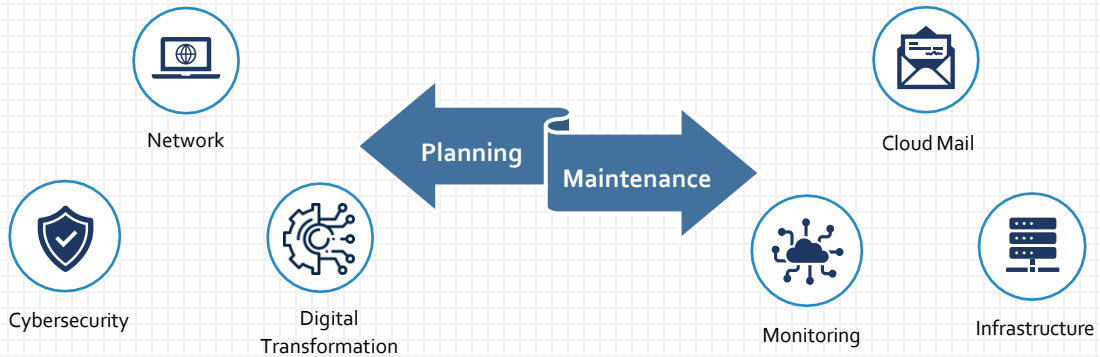 Network
Cybersecurity
Digital
Transformation
Planning
Maintenance
Cloud Mail
Monitoring
Infrastructure